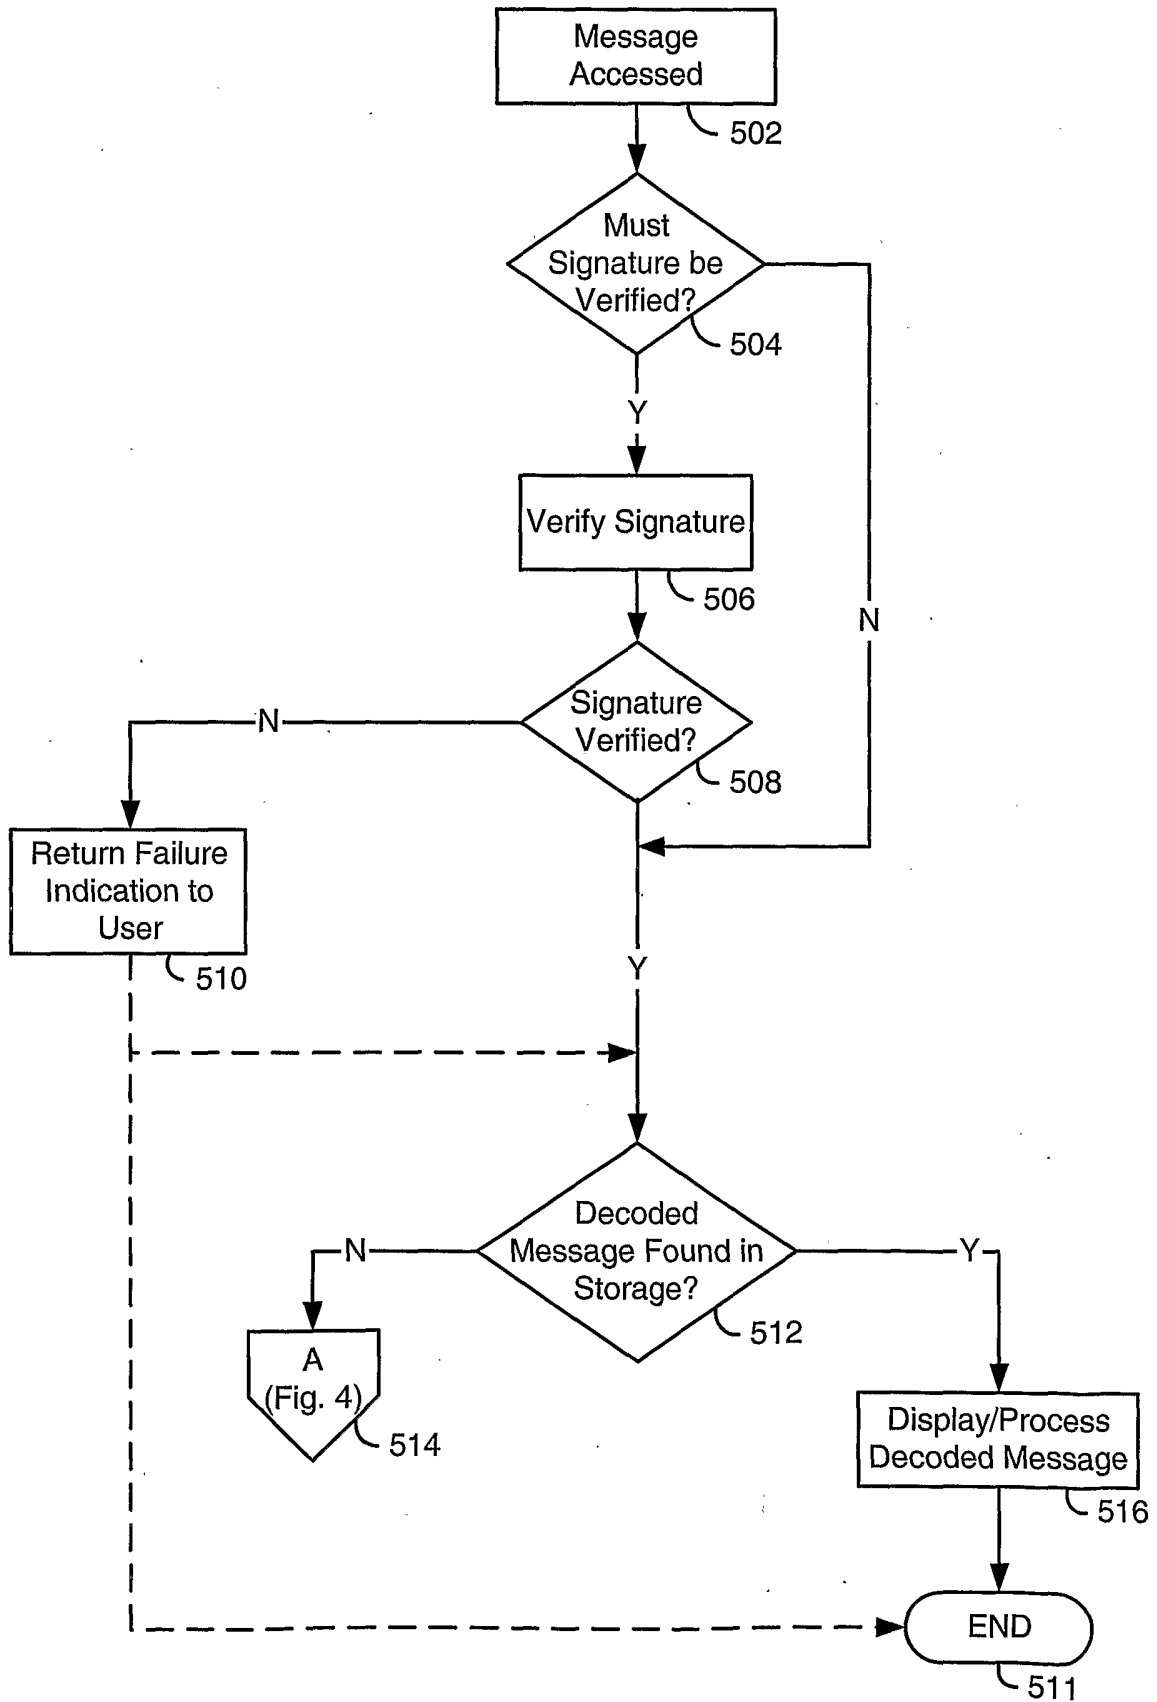 Message
Accessed
502
Must
Signature be
Verified?
504
Y
Verify Signature
506
N
Signature
Verified?
N
508
Return Failure
Indication to
User
510
Y
Decoded
Message Found in
Storage?
N
Y
512
A
(Fig. 4)
514
Display/Process
Decoded Message
516
END
511